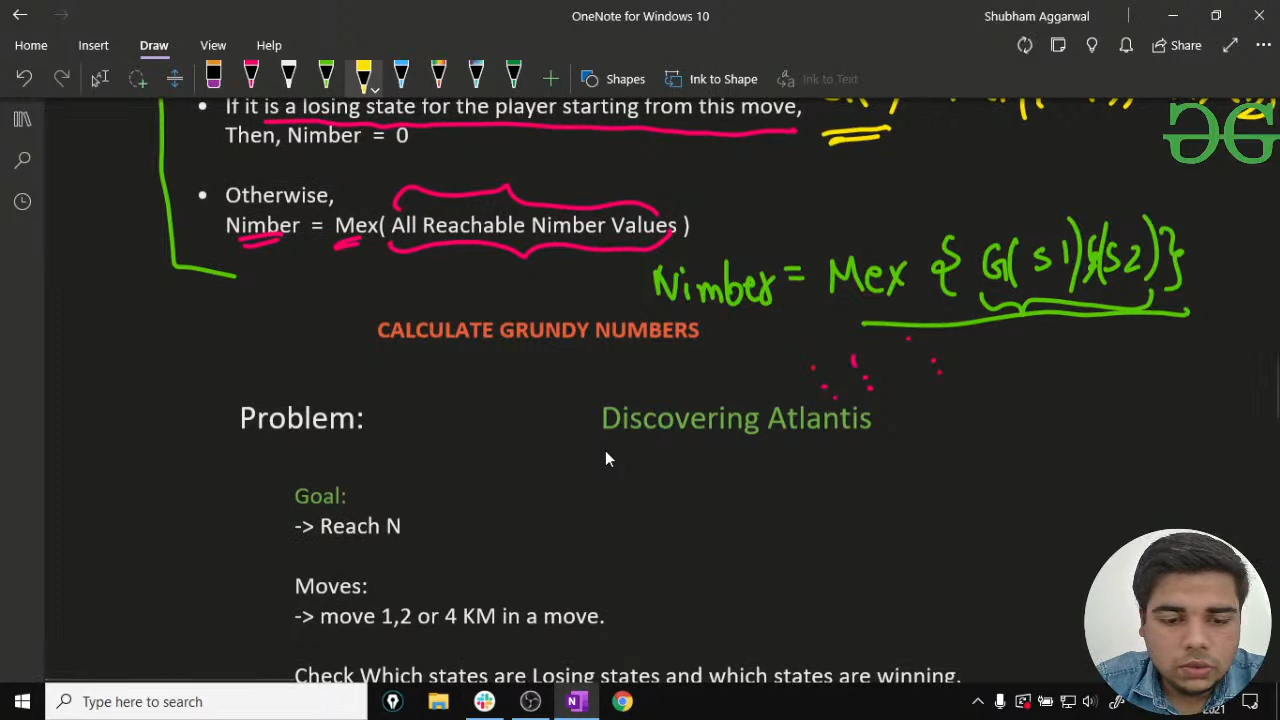 OneNote for Windows 10
Shubham Aggarwal
Home Insert Draw View Help
Share
Shapes
Ink to Shape
Ink to Text
If it is a losing state for the player starting from this move,
Then, Nimber = 0
Otherwise,
Nimber = Mex( All Reachable Nimber Values )
Nimber = Mex { G(S1) G(S2) }
CALCULATE GRUNDY NUMBERS
Problem: Discovering Atlantis
Goal:
-> Reach N
Moves:
-> move 1,2 or 4 KM in a move.
Check Which states are Losing states and which states are winning.
Type here to search
2021